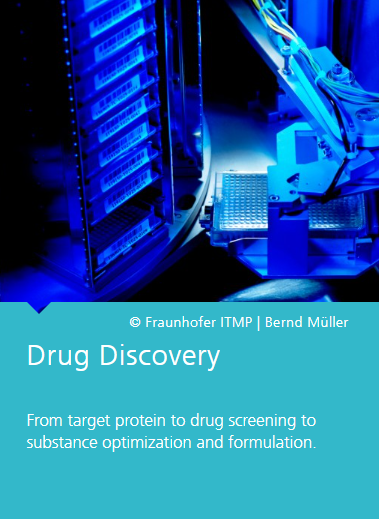 © Fraunhofer ITMP | Bernd Müller
Drug Discovery
From target protein to drug screening to
substance optimization and formulation.